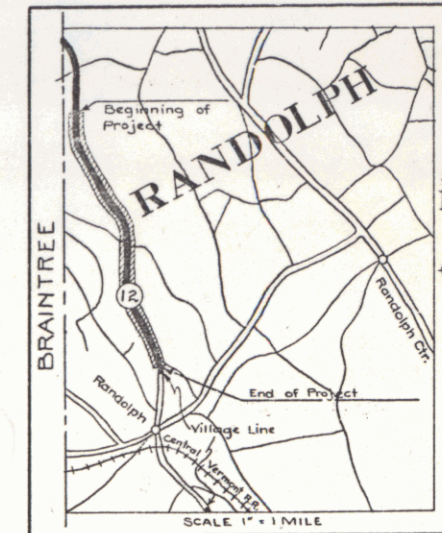 Beginning of
Project
RANDOLPH
BRAINTREE
12
Randolph Ctr.
End of Project
Randolph
Village Line
Central Vermont R.R.
SCALE 1" = 1 MILE